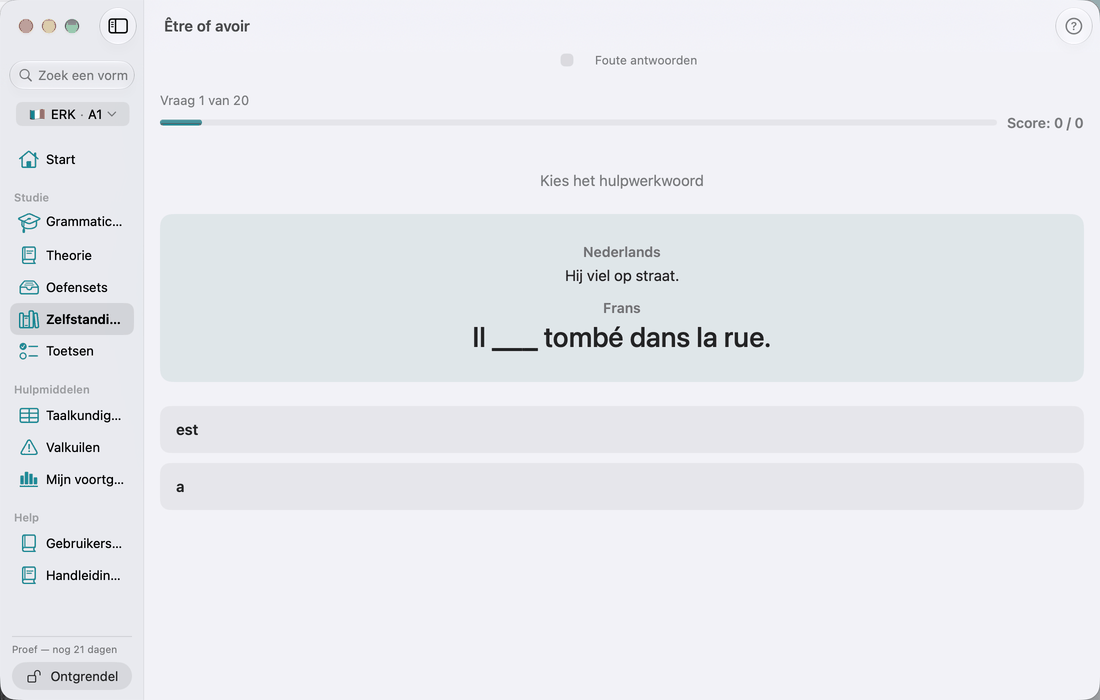 Être of avoir
Zoek een vorm
ERK · A1
Start
Studie
Grammatic...
Theorie
Oefensets
Zelfstandi...
Toetsen
Hulpmiddelen
Taalkundig...
Valkuilen
Mijn voortg...
Help
Gebruikers...
Handleidin...
Proef — nog 21 dagen
Ontgrendel
Foute antwoorden
Vraag 1 van 20
Score: 0 / 0
Kies het hulpwerkwoord
Nederlands
Hij viel op straat.
Frans
Il ___ tombé dans la rue.
est
a